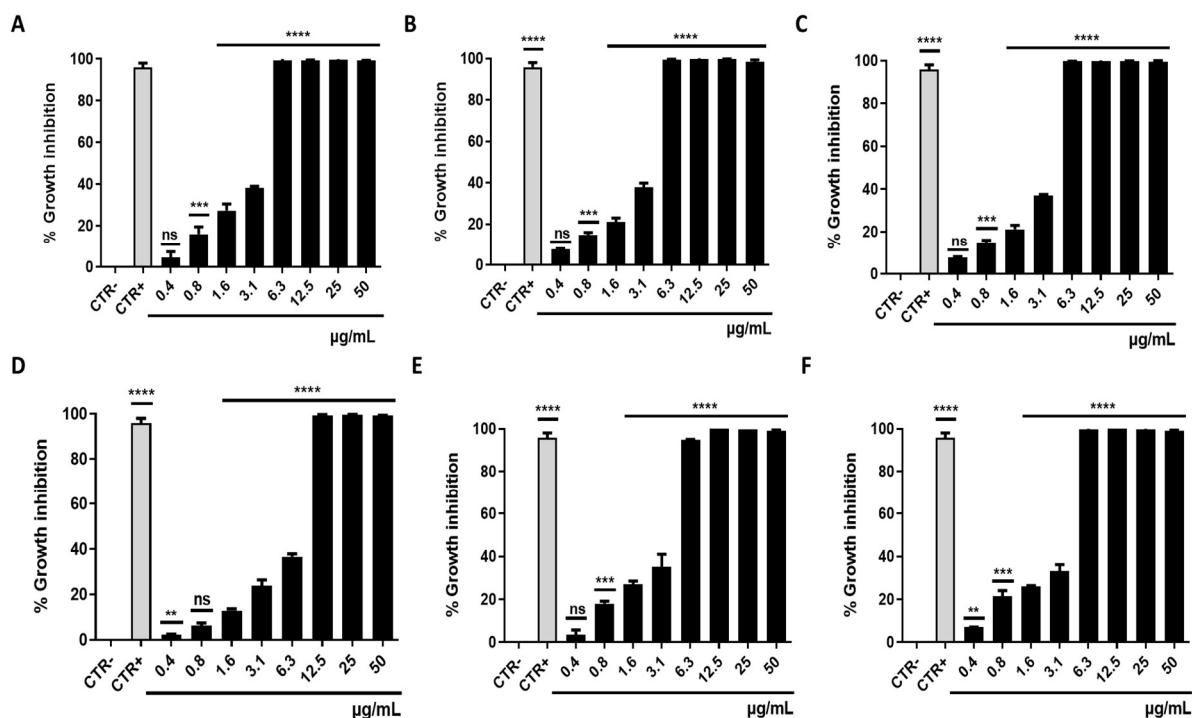 A
% Growth inhibition
100
80
60
40
20
0
****
ns
***
CTR-
CTR+
0.4
0.8
1.6
3.1
6.3
12.5
25
50
µg/mL
B
% Growth inhibition
100
80
60
40
20
0
****
****
ns
***
CTR-
CTR+
0.4
0.8
1.6
3.1
6.3
12.5
25
50
µg/mL
C
% Growth inhibition
100
80
60
40
20
0
****
****
ns
***
CTR-
CTR+
0.4
0.8
1.6
3.1
6.3
12.5
25
50
µg/mL
D
% Growth inhibition
100
80
60
40
20
0
****
****
**
ns
CTR-
CTR+
0.4
0.8
1.6
3.1
6.3
12.5
25
50
µg/mL
E
% Growth inhibition
100
80
60
40
20
0
****
****
ns
***
CTR-
CTR+
0.4
0.8
1.6
3.1
6.3
12.5
25
50
µg/mL
F
% Growth inhibition
100
80
60
40
20
0
****
****
**
***
CTR-
CTR+
0.4
0.8
1.6
3.1
6.3
12.5
25
50
µg/mL